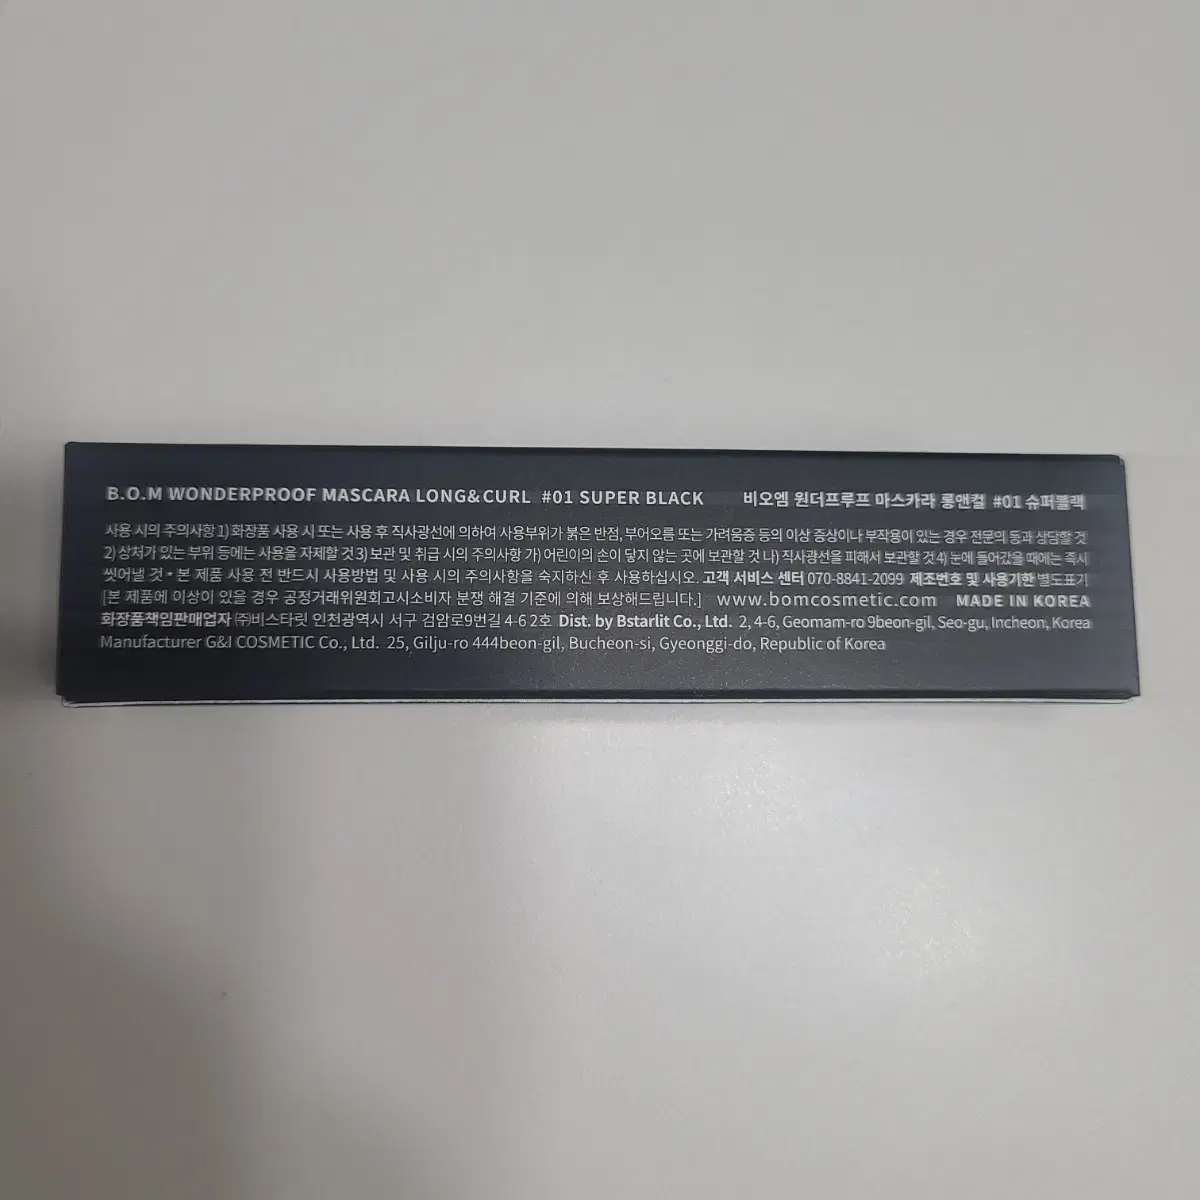 B.O.M WONDERPROOF MASCARA LONG&CURL #01 SUPER BLACK 비오엠 원더프루프 마스카라 롱앤컬 #01 슈퍼블랙
사용 시의 주의사항 1) 화장품 사용 시 또는 사용 후 직사광선에 의하여 사용부위가 붉은 반점, 부어오름 또는 가려움증 등의 이상 증상이나 부작용이 있는 경우 전문의 등과 상담할 것
2) 상처가 있는 부위 등에는 사용을 자제할 것 3) 보관 및 취급 시의 주의사항 가) 어린이의 손이 닿지 않는 곳에 보관할 것 나) 직사광선을 피해서 보관할 것 4) 눈에 들어갔을 때에는 즉시
씻어낼 것 • 본 제품 사용 전 반드시 사용방법 및 사용 시의 주의사항을 숙지하신 후 사용하십시오. 고객 서비스 센터 070-8841-2099 제조번호 및 사용기한 별도표기
[본 제품에 이상이 있을 경우 공정거래위원회고시소비자 분쟁 해결 기준에 의해 보상해드립니다.] www.bomcosmetic.com MADE IN KOREA
화장품책임판매업자 ㈜비스타릿 인천광역시 서구 검암로9번길 4-6 2호 Dist. by Bstarlit Co., Ltd. 2, 4-6, Geomam-ro 9beon-gil, Seo-gu, Incheon, Korea
Manufacturer G&I COSMETIC Co., Ltd. 25, Gilju-ro 444beon-gil, Bucheon-si, Gyeonggi-do, Republic of Korea